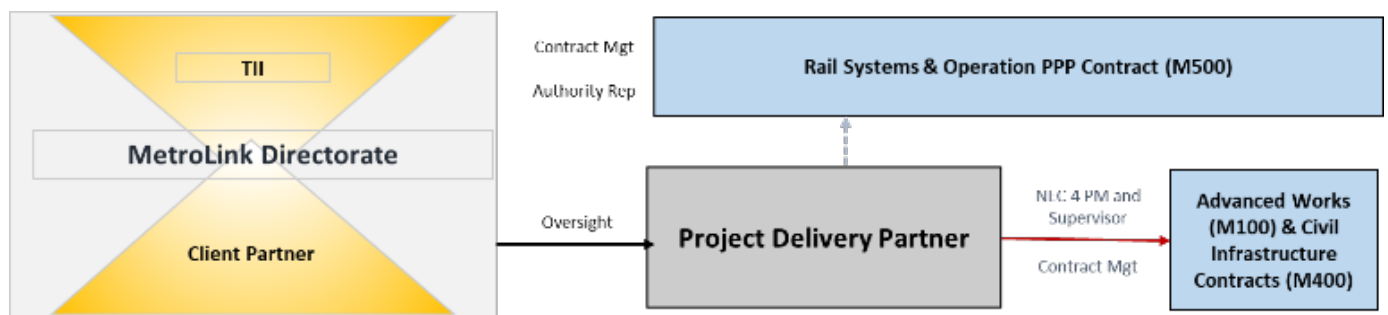 TII
MetroLink Directorate
Client Partner
Contract Mgt
Authority Rep
Rail Systems & Operation PPP Contract (M500)
Oversight
Project Delivery Partner
NEC 4 PM and
Supervisor
Contract Mgt
Advanced Works
(M100) & Civil
Infrastructure
Contracts (M400)